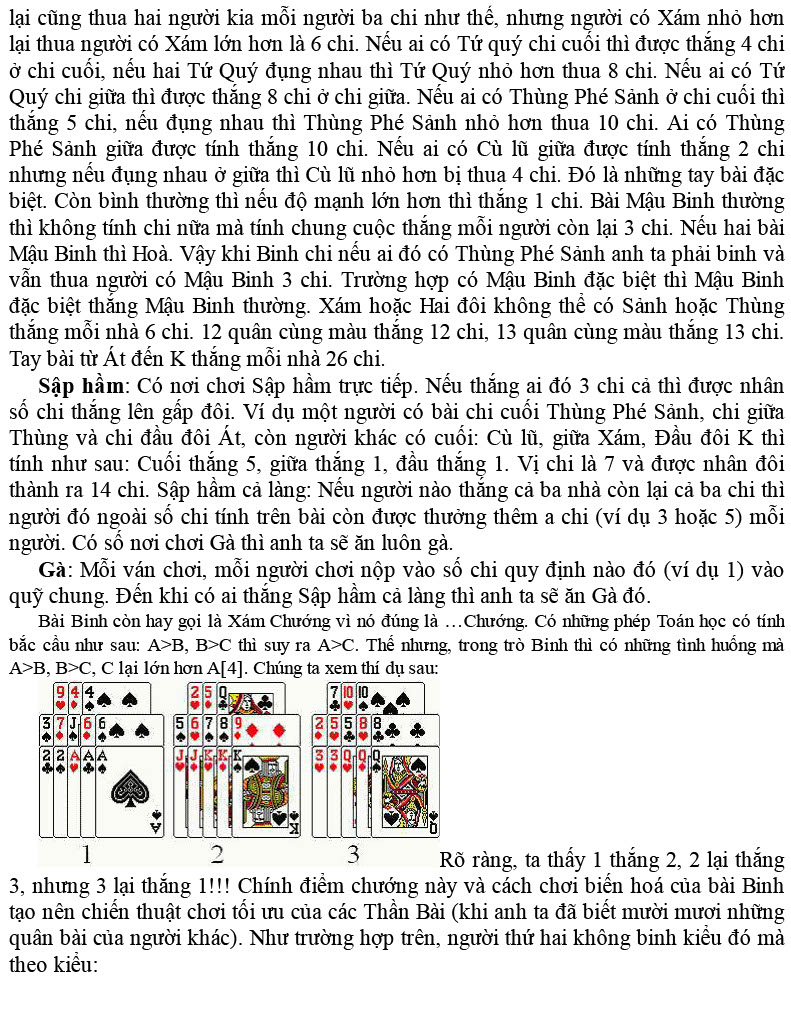 lại cũng thua hai người kia mỗi người ba chi như thế, nhưng người có Xám nhỏ hơn
lại thua người có Xám lớn hơn là 6 chi. Nếu ai có Tứ quý chi cuối thì được thắng 4 chi
ở chi cuối, nếu hai Tứ Quý đụng nhau thì Tứ Quý nhỏ hơn thua 8 chi. Nếu ai có Tứ
Quý chi giữa thì được thắng 8 chi ở chi giữa. Nếu ai có Thùng Phé Sảnh ở chi cuối thì
thắng 5 chi, nếu đụng nhau thì Thùng Phé Sảnh nhỏ hơn thua 10 chi. Ai có Thùng
Phé Sảnh giữa được tính thắng 10 chi. Nếu ai có Cù lũ giữa được tính thắng 2 chi
nhưng nếu đụng nhau ở giữa thì Cù lũ nhỏ hơn bị thua 4 chi. Đó là những tay bài đặc
biệt. Còn bình thường thì nếu độ mạnh lớn hơn thì thắng 1 chi. Bài Mậu Binh thường
thì không tính chi nữa mà tính chung cuộc thắng mỗi người còn lại 3 chi. Nếu hai bài
Mậu Binh thì Hoà. Vậy khi Binh chi nếu ai đó có Thùng Phé Sảnh anh ta phải binh và
vẫn thua người có Mậu Binh 3 chi. Trường hợp có Mậu Binh đặc biệt thì Mậu Binh
đặc biệt thắng Mậu Binh thường. Xám hoặc Hai đôi không thể có Sảnh hoặc Thùng
thắng mỗi nhà 6 chi. 12 quân cùng màu thắng 12 chi, 13 quân cùng màu thắng 13 chi.
Tay bài từ Át đến K thắng mỗi nhà 26 chi.
Sập hầm: Có nơi chơi Sập hầm trực tiếp. Nếu thắng ai đó 3 chi cả thì được nhân
số chi thắng lên gấp đôi. Ví dụ một người có bài chi cuối Thùng Phé Sảnh, chi giữa
Thùng và chi đầu đôi Át, còn người khác có cuối: Cù lũ, giữa Xám, Đầu đôi K thì
tính như sau: Cuối thắng 5, giữa thắng 1, đầu thắng 1. Vị chi là 7 và được nhân đôi
thành ra 14 chi. Sập hầm cả làng: Nếu người nào thắng cả ba nhà còn lại cả ba chi thì
người đó ngoài số chi tính trên bài còn được thưởng thêm a chi (ví dụ 3 hoặc 5) mỗi
người. Có số nơi chơi Gà thì anh ta sẽ ăn luôn gà.
Gà: Mỗi ván chơi, mỗi người chơi nộp vào số chi quy định nào đó (ví dụ 1) vào
quỹ chung. Đến khi có ai thắng Sập hầm cả làng thì anh ta sẽ ăn Gà đó.
Bài Binh còn hay gọi là Xám Chướng vì nó đúng là …Chướng. Có những phép Toán học có tính
bắc cầu như sau: A>B, B>C thì suy ra A>C. Thế nhưng, trong trò Binh thì có những tình huống mà
A>B, B>C, C lại lớn hơn A[4]. Chúng ta xem thí dụ sau:
9 4 4 2 5 Q 7 10 10
3 7 J 6 6 5 6 7 8 9 2 5 5 8 8
2 2 A A A J J K K K 3 3 Q Q Q
A K Q
1 2 3
Rõ ràng, ta thấy 1 thắng 2, 2 lại thắng
3, nhưng 3 lại thắng 1!!! Chính điểm chướng này và cách chơi biến hoá của bài Binh
tạo nên chiến thuật chơi tối ưu của các Thần Bài (khi anh ta đã biết mười mươi những
quân bài của người khác). Như trường hợp trên, người thứ hai không binh kiểu đó mà
theo kiểu: